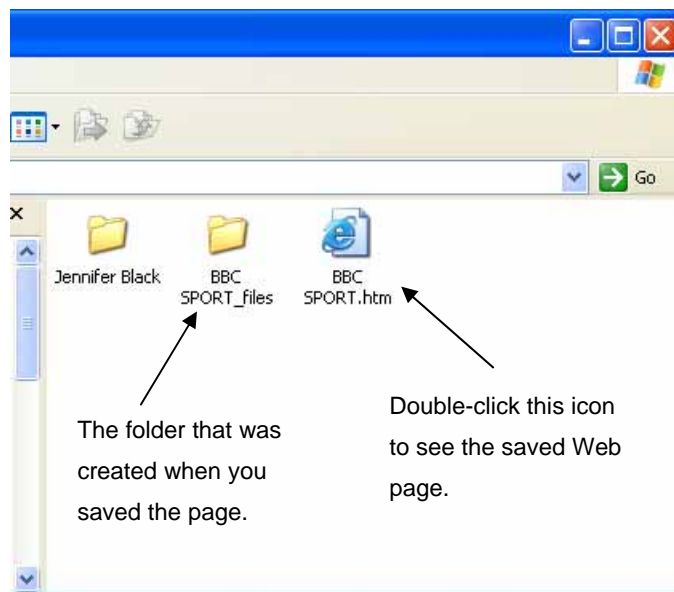 Go
Jennifer Black
BBC
SPORT_files
BBC
SPORT.htm
The folder that was
created when you
saved the page.
Double-click this icon
to see the saved Web
page.